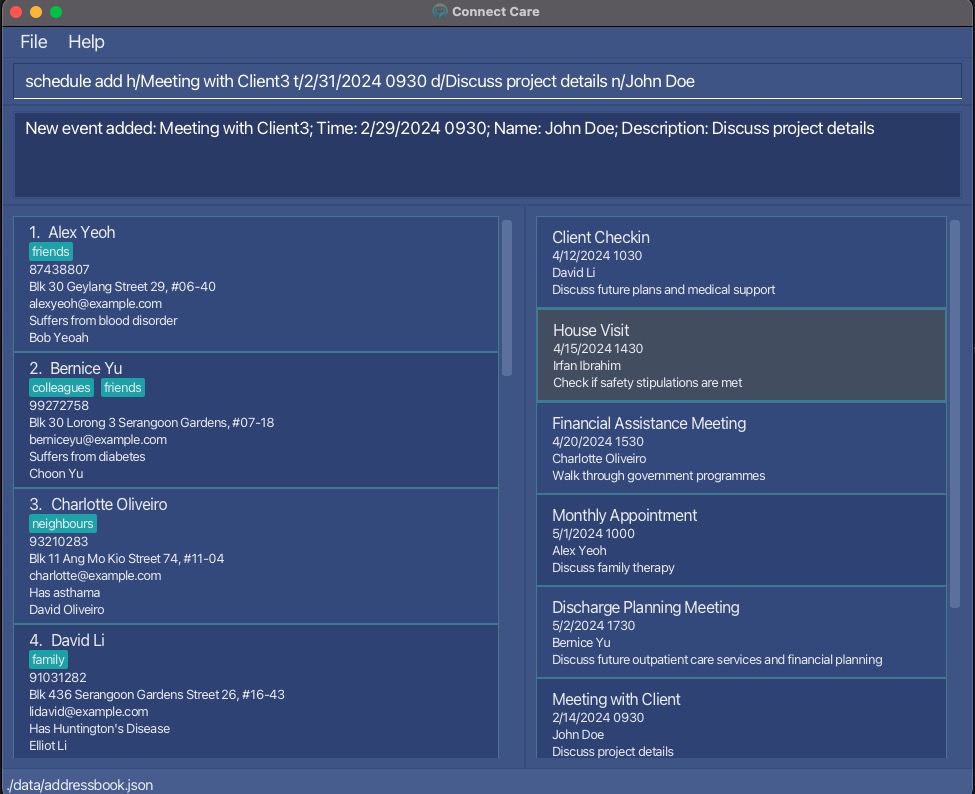 Connect Care
File Help
schedule add h/Meeting with Client3 t/2/31/2024 0930 d/Discuss project details n/John Doe
New event added: Meeting with Client3; Time: 2/29/2024 0930; Name: John Doe; Description: Discuss project details
1. Alex Yeoh
friends
87438807
Blk 30 Geylang Street 29, #06-40
alexyeoh@example.com
Suffers from blood disorder
Bob Yeoah
2. Bernice Yu
colleagues friends
99272758
Blk 30 Lorong 3 Serangoon Gardens, #07-18
berniceyu@example.com
Suffers from diabetes
Choon Yu
3. Charlotte Oliveiro
neighbours
93210283
Blk 11 Ang Mo Kio Street 74, #11-04
charlotte@example.com
Has asthama
David Oliveiro
4. David Li
family
91031282
Blk 436 Serangoon Gardens Street 26, #16-43
lidavid@example.com
Has Huntington's Disease
Elliot Li
Client Checkin
4/12/2024 1030
David Li
Discuss future plans and medical support
House Visit
4/15/2024 1430
Irfan Ibrahim
Check if safety stipulations are met
Financial Assistance Meeting
4/20/2024 1530
Charlotte Oliveiro
Walk through government programmes
Monthly Appointment
5/1/2024 1000
Alex Yeoh
Discuss family therapy
Discharge Planning Meeting
5/2/2024 1730
Bernice Yu
Discuss future outpatient care services and financial planning
Meeting with Client
2/14/2024 0930
John Doe
Discuss project details
./data/addressbook.json